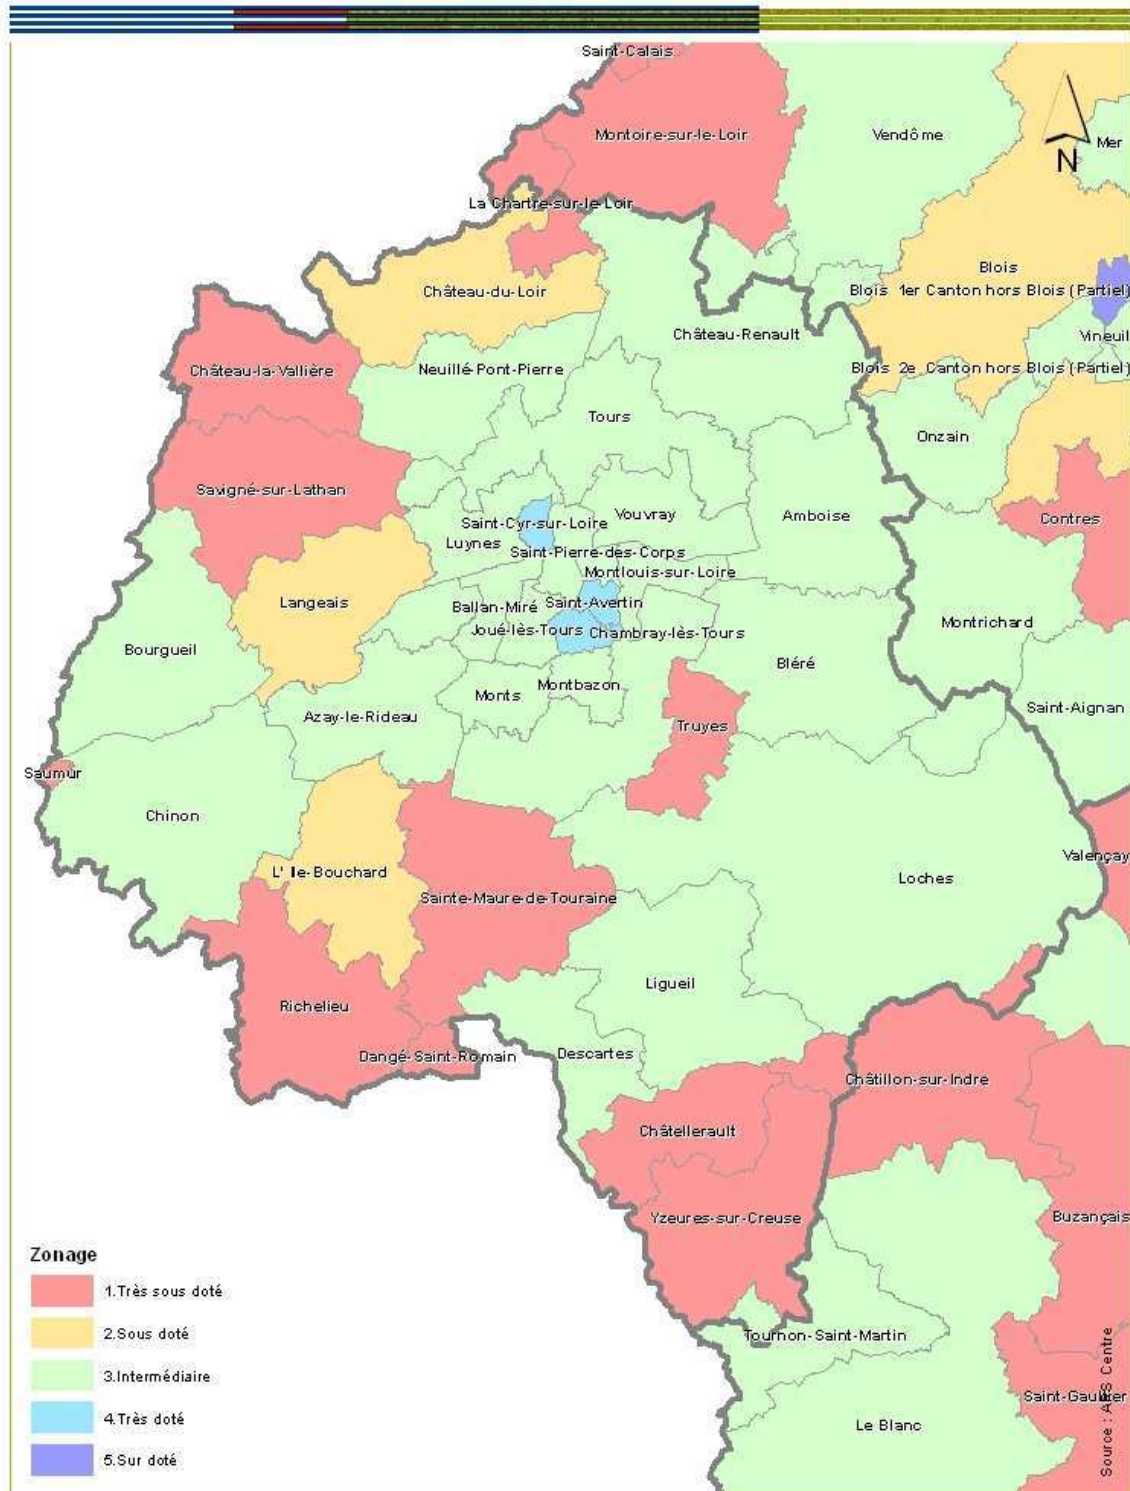 Saint-Calais
Montoire-sur-le-Loir
Vendôme
Mer
N
La Chartre-sur-le-Loir
Blois
Château-du-Loir
Blois 1er Canton hors Blois (Partiel)
Château-Renault
Vineuil
Château-la-Vallière
Neuillé-Pont-Pierre
Blois 2e Canton hors Blois (Partiel)
Tours
Onzain
Savigné-sur-Lathan
Vouvray
Amboise
Contres
Saint-Cyr-sur-Loire
Luynes
Saint-Pierre-des-Corps
Montlouis-sur-Loire
Langeais
Ballan-Miré
Saint-Avertin
Montrichard
Joué-lès-Tours
Chambray-lès-Tours
Bourgueil
Bléré
Montbazon
Monts
Azay-le-Rideau
Saint-Aignan
Truyes
Saumur
Chinon
Valençay
L' Ile-Bouchard
Loches
Sainte-Maure-de-Touraine
Ligueil
Richelieu
Descartes
Dangé-Saint-Romain
Châtillon-sur-Indre
Châtellerault
Yzeures-sur-Creuse
Buzançais
Tournon-Saint-Martin
Saint-Gaultier
Le Blanc
Zonage
1.Très sous doté
2.Sous doté
3.Intermédiaire
4.Très doté
5.Sur doté
Source : ARS Centre